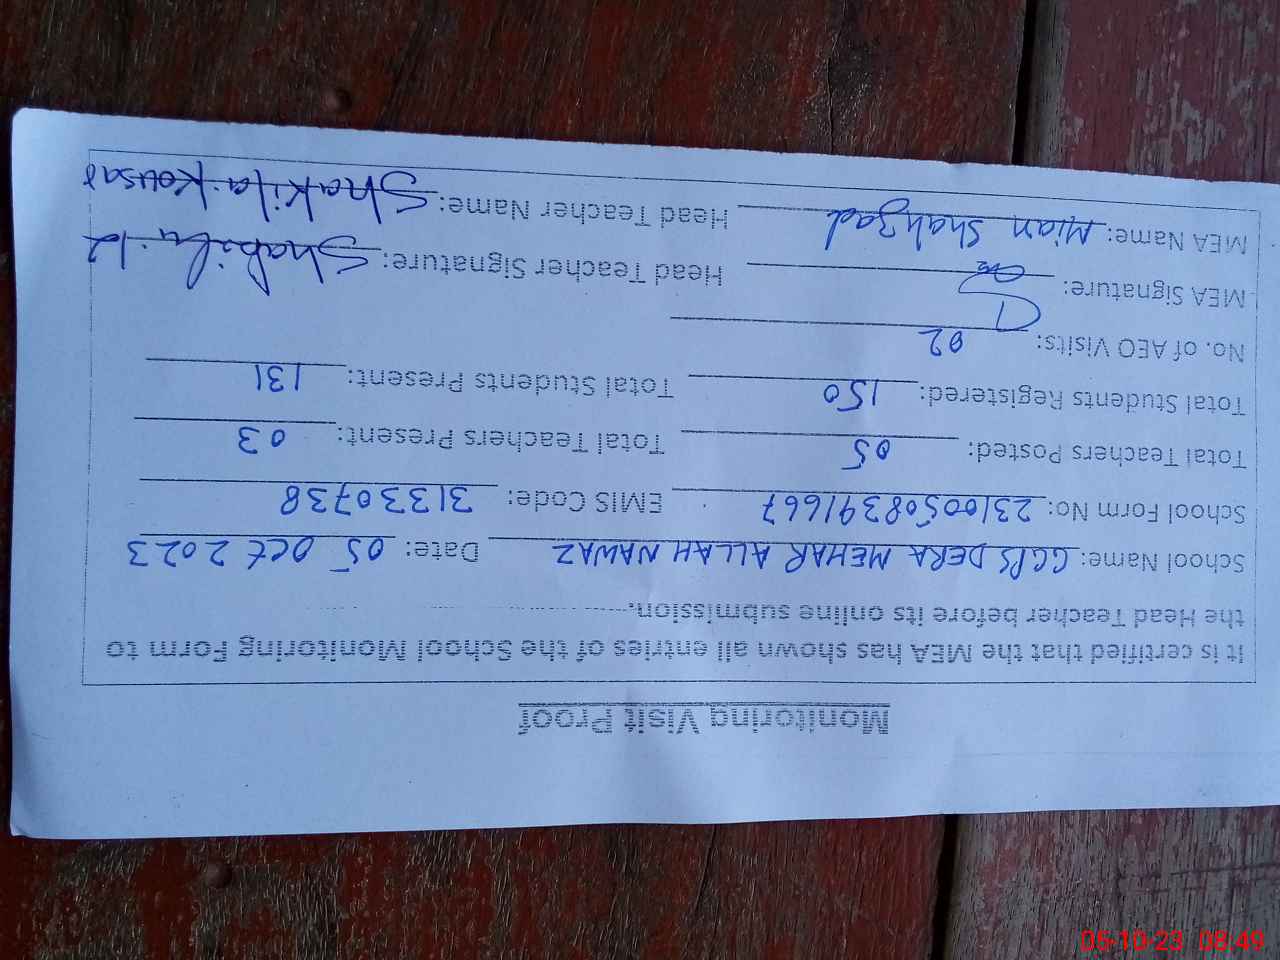 Monitoring Visit Proof
It is certified that the MEA has shown all entries of the School Monitoring Form to
the Head Teacher before its online submission.
School Name: GGPS DERA MEHAR ALLAH NAWAZ Date: 05 Oct 2023
School Form No: 23100508391667 EMIS Code: 31330738
Total Teachers Posted: 05 Total Teachers Present: 03
Total Students Registered: 150 Total Students Present: 131
No. of AEO Visits: 02
MEA Signature: Head Teacher Signature:
MEA Name: Mian Shahzad Head Teacher Name: Shakila Kousar
05-10-23 08:49